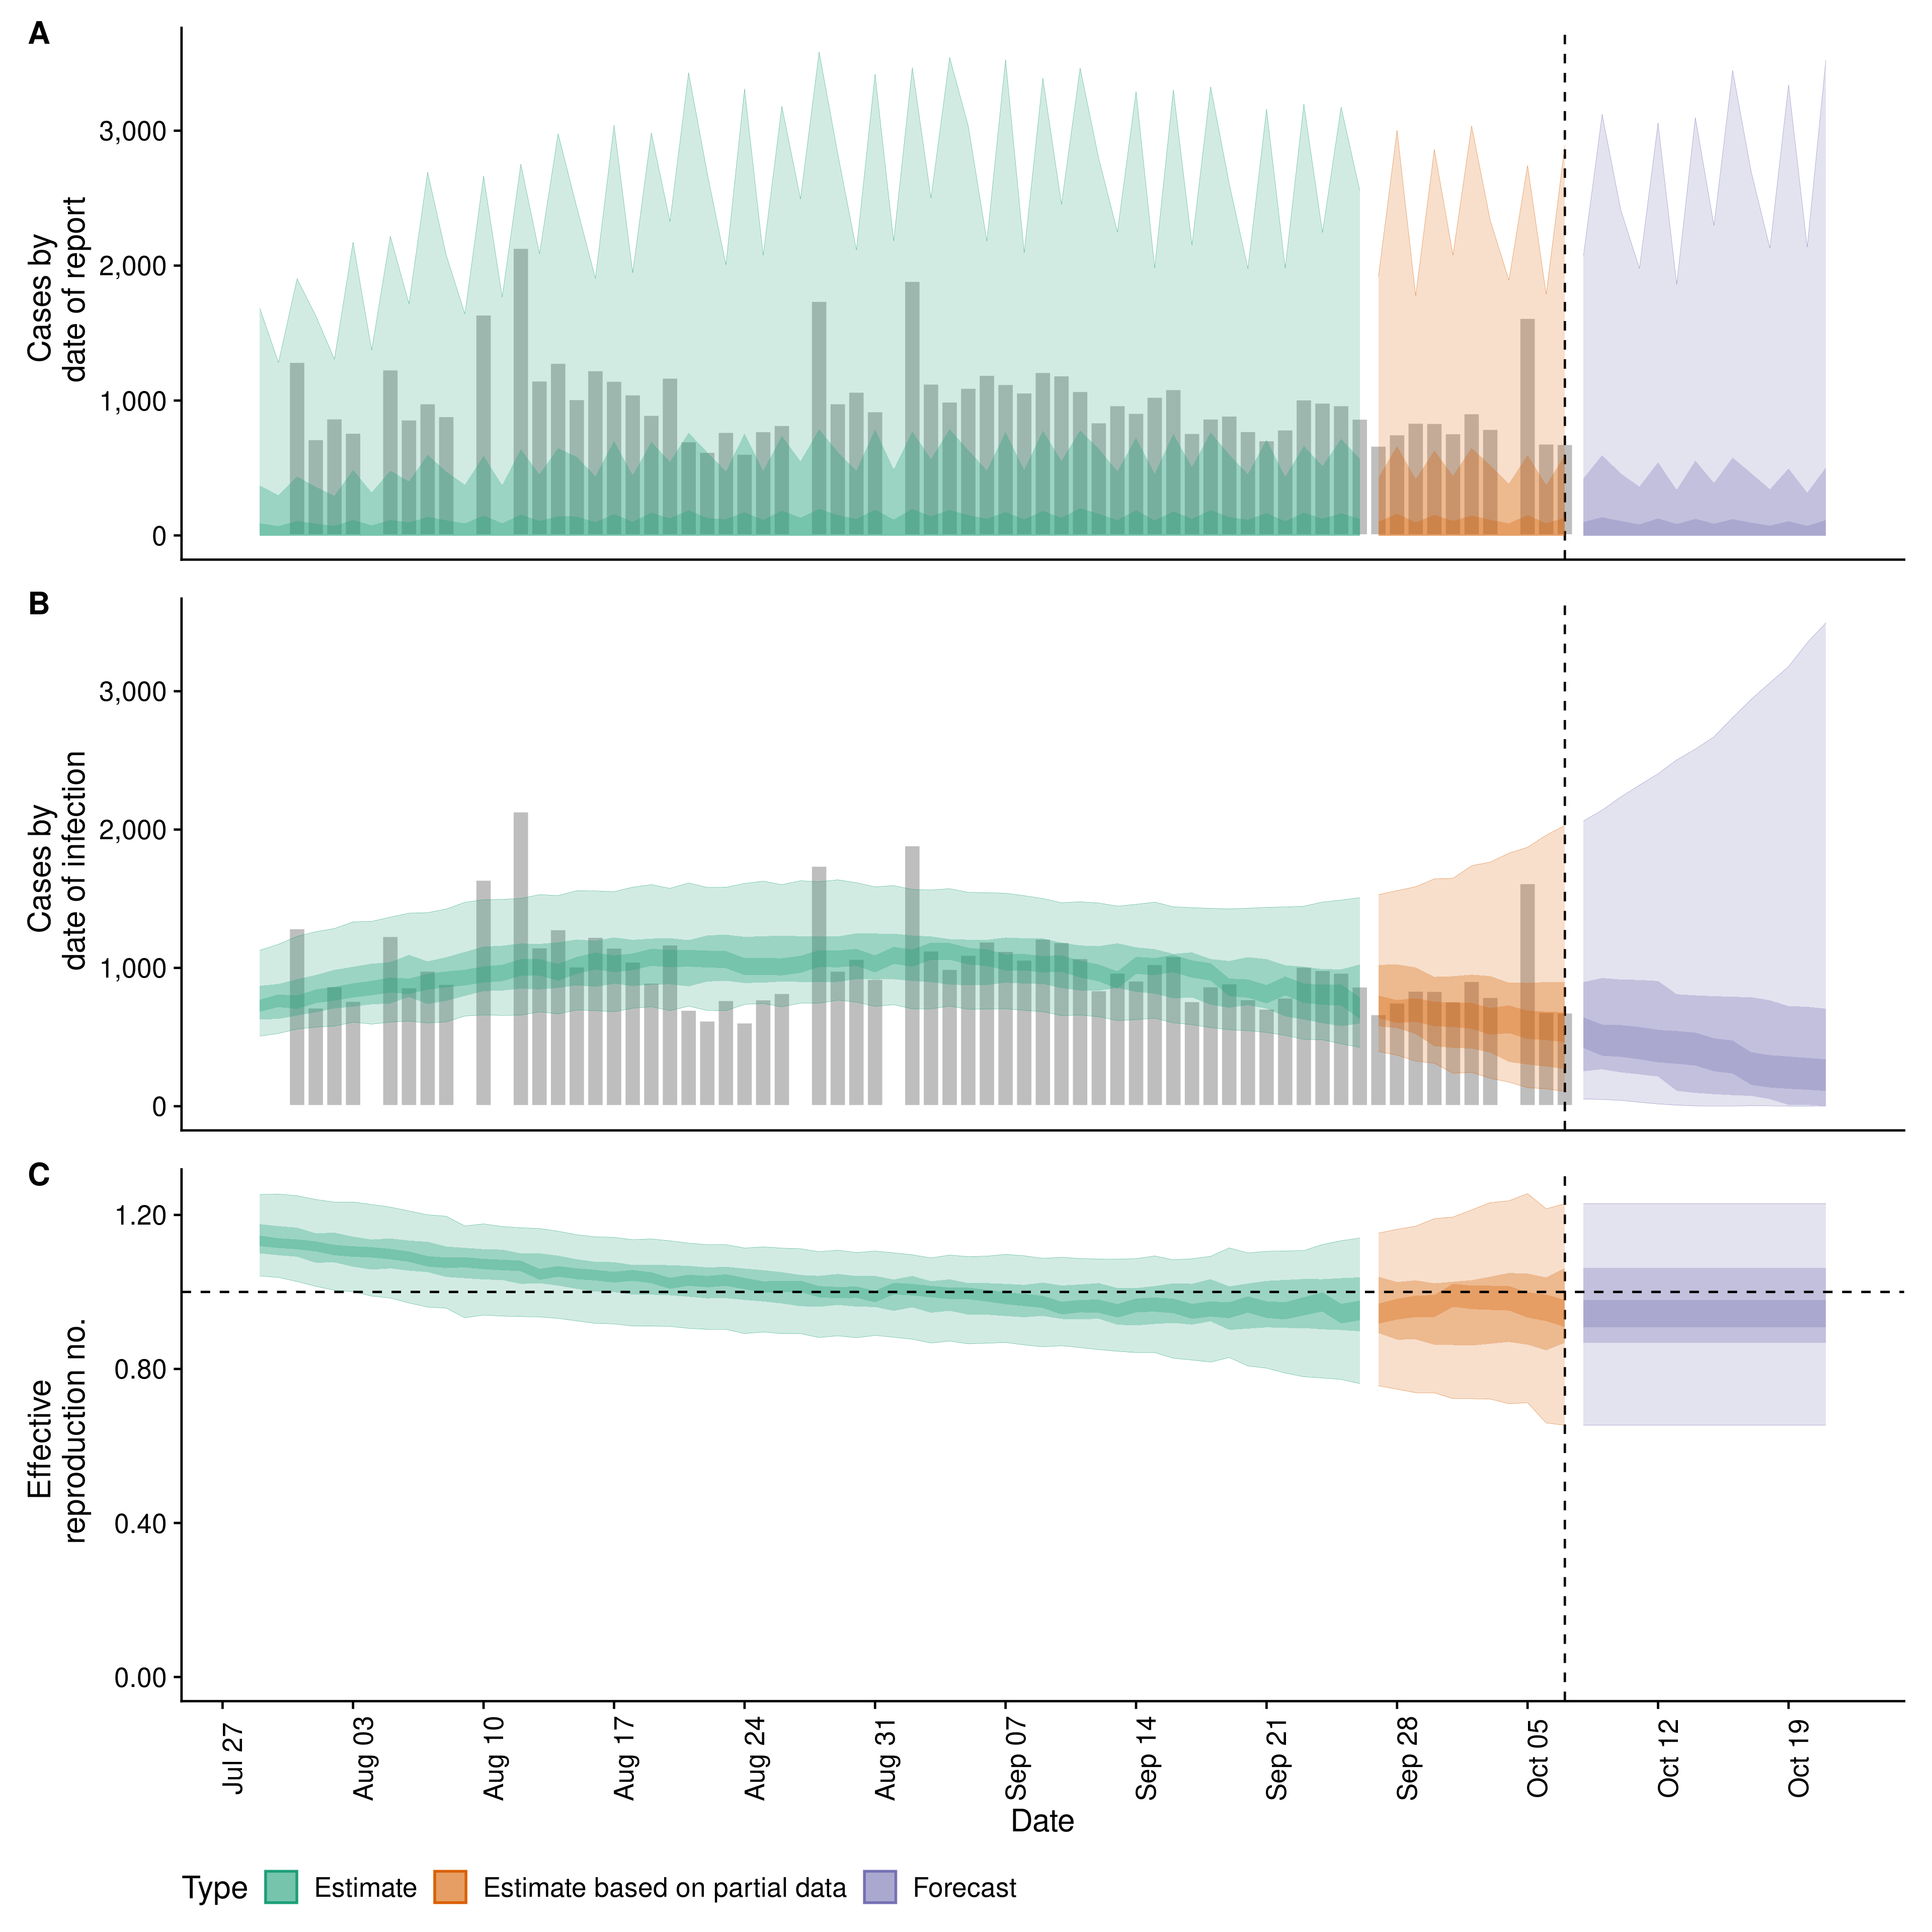 A
Cases by
date of report
3,000
2,000
1,000
0
B
Cases by
date of infection
3,000
2,000
1,000
0
C
Effective
reproduction no.
1.20
0.80
0.40
0.00
Jul 27
Aug 03
Aug 10
Aug 17
Aug 24
Aug 31
Sep 07
Sep 14
Sep 21
Sep 28
Oct 05
Oct 12
Oct 19
Date
Type Estimate Estimate based on partial data Forecast